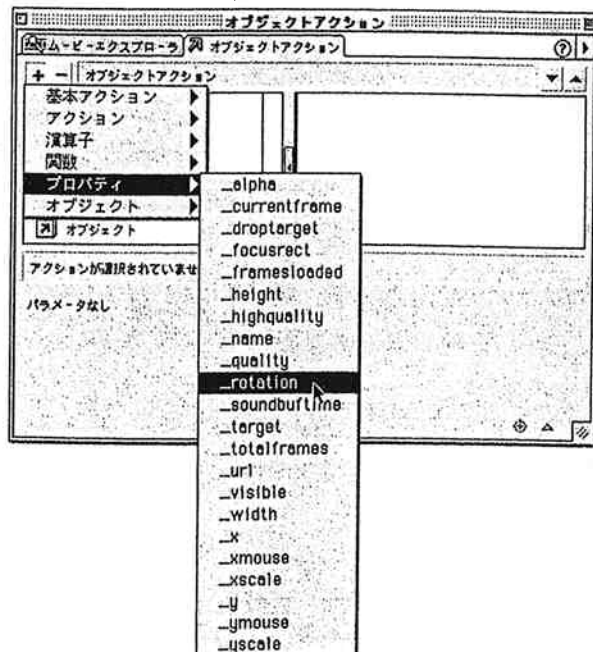 オブジェクトアクション
ムービーエクスプローラ オブジェクトアクション ?
+ - オブジェクトアクション
基本アクション
アクション
演算子
関数
プロパティ
オブジェクト
オブジェクト
アクションが選択されていませ
パラメータなし
_alpha
_currentframe
_droptarget
_focusrect
_framesloaded
_height
_highquality
_name
_quality
_rotation
_soundbuftime
_target
_totalframes
_url
_visible
_width
_x
_xmouse
_xscale
_y
_ymouse
_yscale